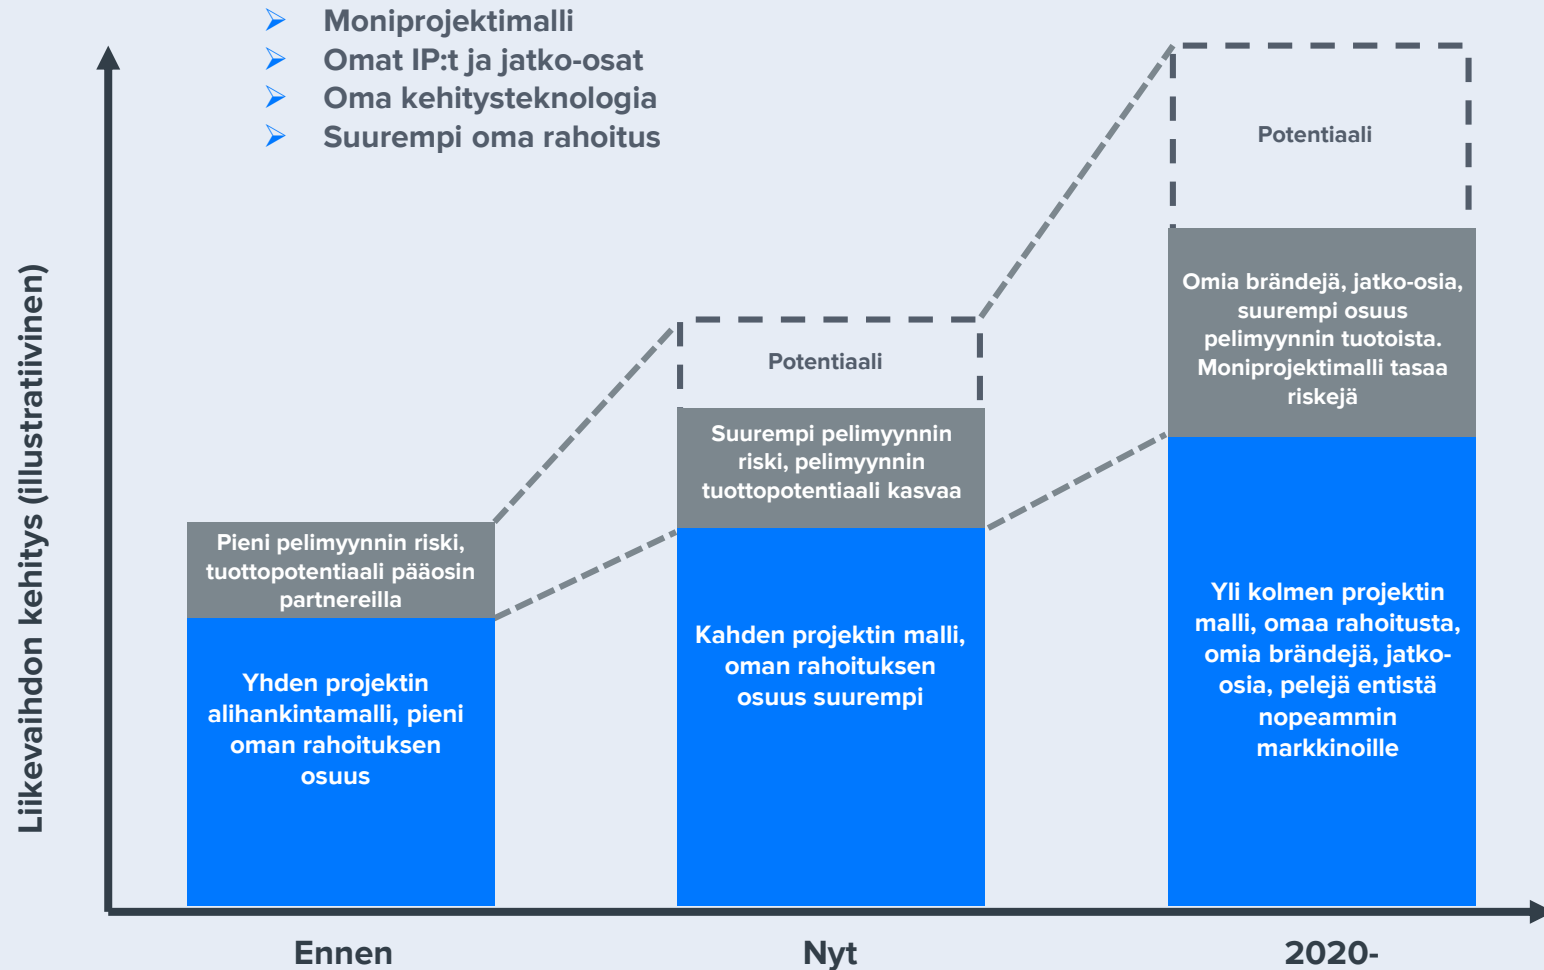 Moniprojektimalli
Omat IP:t ja jatko-osat
Oma kehitysteknologia
Suurempi oma rahoitus
Liikevaihdon kehitys (illustratiivinen)
Pieni pelimyynnin riski,
tuottopotentiaali pääosin
partnereilla
Yhden projektin
alihankintamalli, pieni
oman rahoituksen
osuus
Potentiaali
Suurempi pelimyynnin
riski, pelimyynnin
tuottopotentiaali kasvaa
Kahden projektin malli,
oman rahoituksen
osuus suurempi
Potentiaali
Omia brändejä, jatko-osia,
suurempi osuus
pelimyynnin tuotoista.
Moniprojektimalli tasaa
riskejä
Yli kolmen projektin
malli, omaa rahoitusta,
omia brändejä, jatko-
osia, pelejä entistä
nopeammin
markkinoille
Ennen
Nyt
2020-